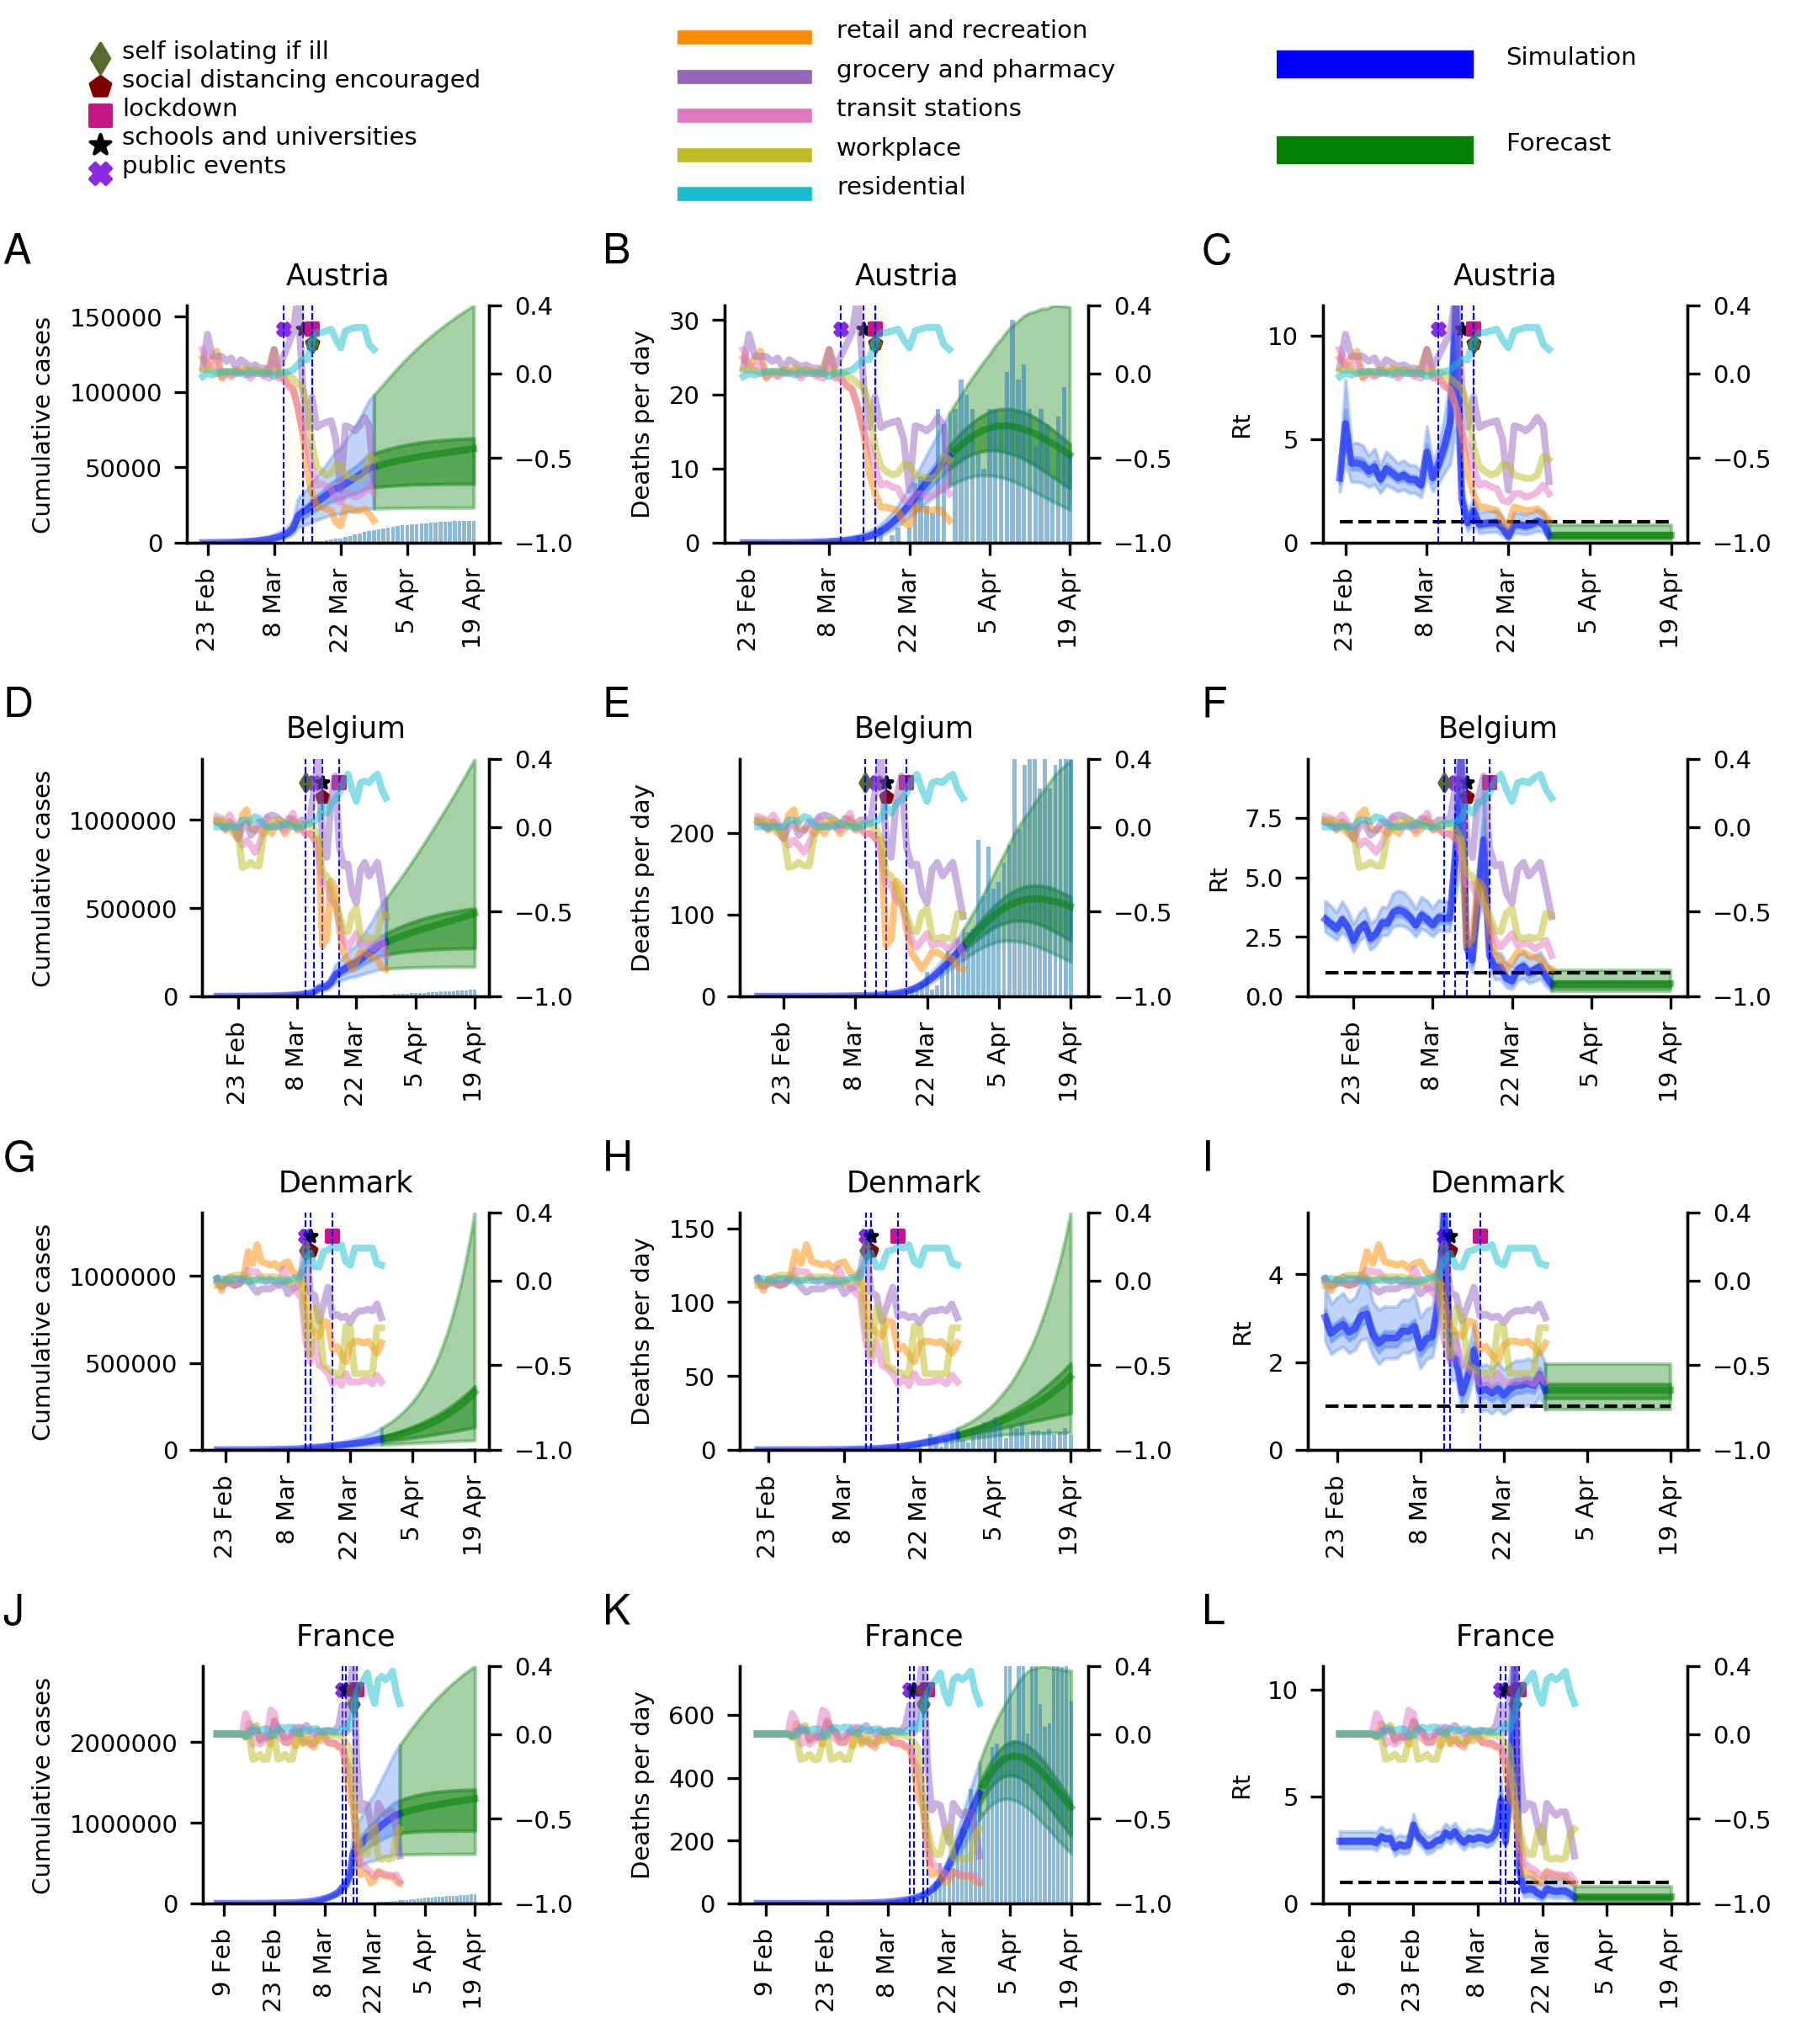 self isolating if ill
social distancing encouraged
lockdown
schools and universities
public events
retail and recreation
grocery and pharmacy
transit stations
workplace
residential
Simulation
Forecast
A
Austria
Cumulative cases
150000
100000
50000
0
0.4
0.0
−0.5
−1.0
23 Feb
8 Mar
22 Mar
5 Apr
19 Apr
B
Austria
Deaths per day
30
20
10
0
0.4
0.0
−0.5
−1.0
23 Feb
8 Mar
22 Mar
5 Apr
19 Apr
C
Austria
Rt
10
5
0
0.4
0.0
−0.5
−1.0
23 Feb
8 Mar
22 Mar
5 Apr
19 Apr
D
Belgium
Cumulative cases
1000000
500000
0
0.4
0.0
−0.5
−1.0
23 Feb
8 Mar
22 Mar
5 Apr
19 Apr
E
Belgium
Deaths per day
200
100
0
0.4
0.0
−0.5
−1.0
23 Feb
8 Mar
22 Mar
5 Apr
19 Apr
F
Belgium
Rt
7.5
5.0
2.5
0.0
0.4
0.0
−0.5
−1.0
23 Feb
8 Mar
22 Mar
5 Apr
19 Apr
G
Denmark
Cumulative cases
1000000
500000
0
0.4
0.0
−0.5
−1.0
23 Feb
8 Mar
22 Mar
5 Apr
19 Apr
H
Denmark
Deaths per day
150
100
50
0
0.4
0.0
−0.5
−1.0
23 Feb
8 Mar
22 Mar
5 Apr
19 Apr
I
Denmark
Rt
4
2
0
0.4
0.0
−0.5
−1.0
23 Feb
8 Mar
22 Mar
5 Apr
19 Apr
J
France
Cumulative cases
2000000
1000000
0
0.4
0.0
−0.5
−1.0
9 Feb
23 Feb
8 Mar
22 Mar
5 Apr
19 Apr
K
France
Deaths per day
600
400
200
0
0.4
0.0
−0.5
−1.0
9 Feb
23 Feb
8 Mar
22 Mar
5 Apr
19 Apr
L
France
Rt
10
5
0
0.4
0.0
−0.5
−1.0
9 Feb
23 Feb
8 Mar
22 Mar
5 Apr
19 Apr